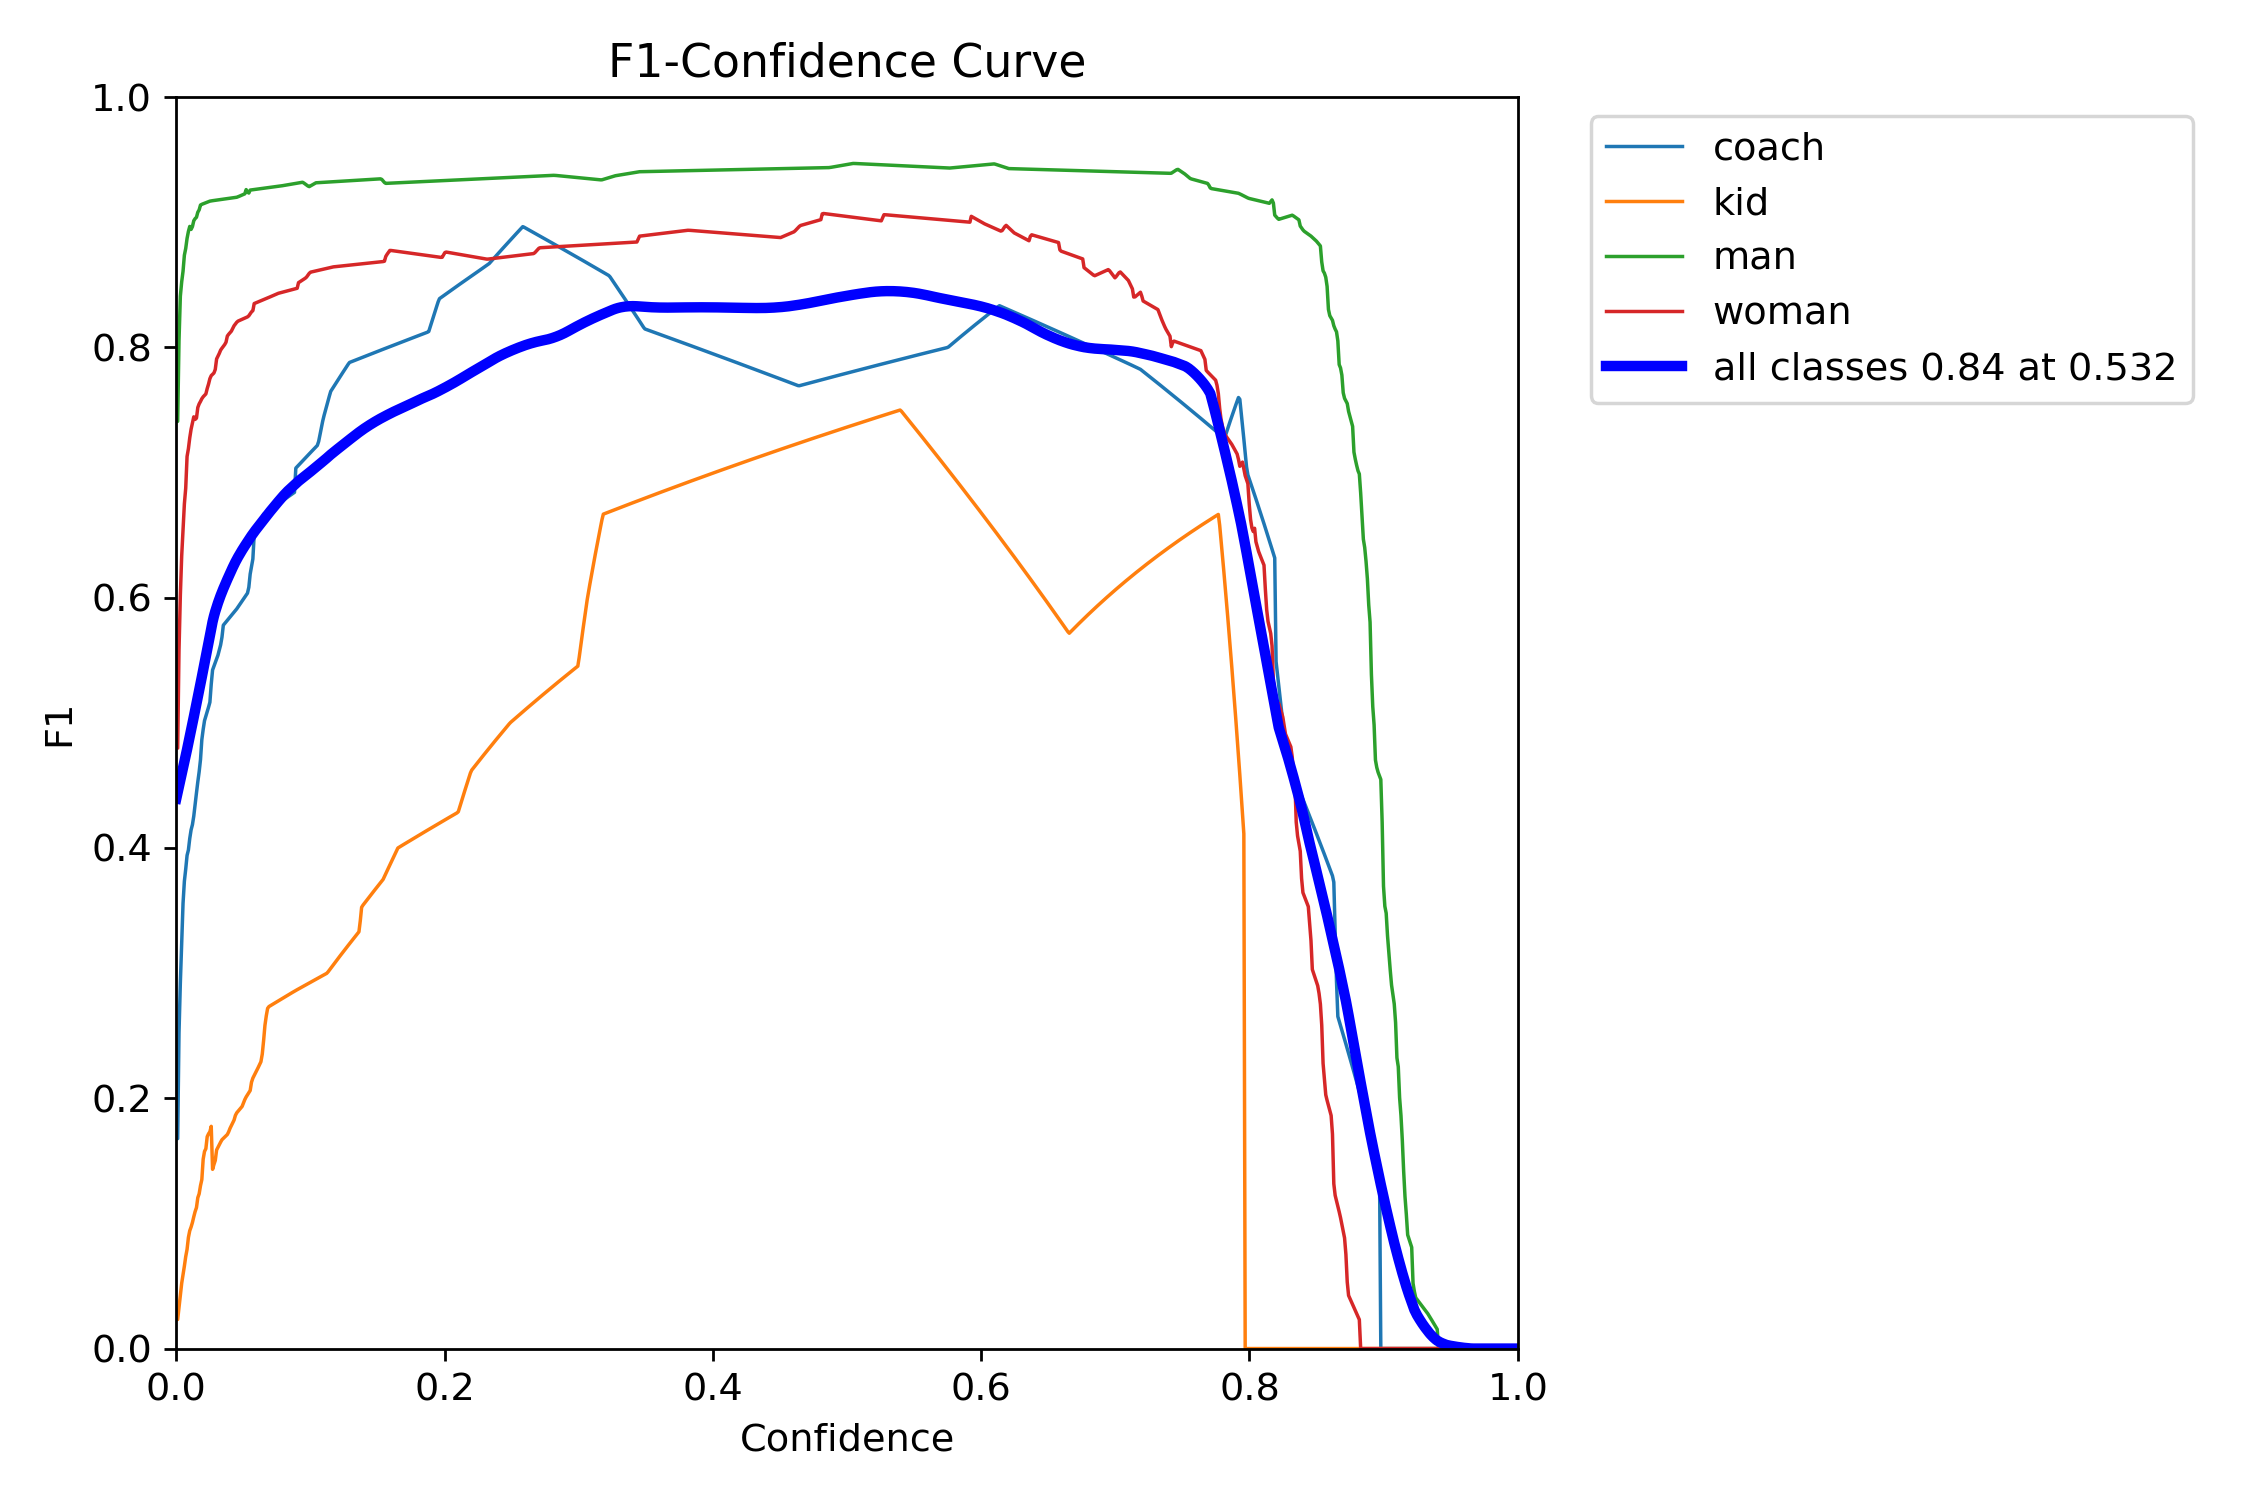 F1-Confidence Curve
1.0
0.8
0.6
0.4
0.2
0.0
F1
0.0 0.2 0.4 0.6 0.8 1.0
Confidence
coach
kid
man
woman
all classes 0.84 at 0.532